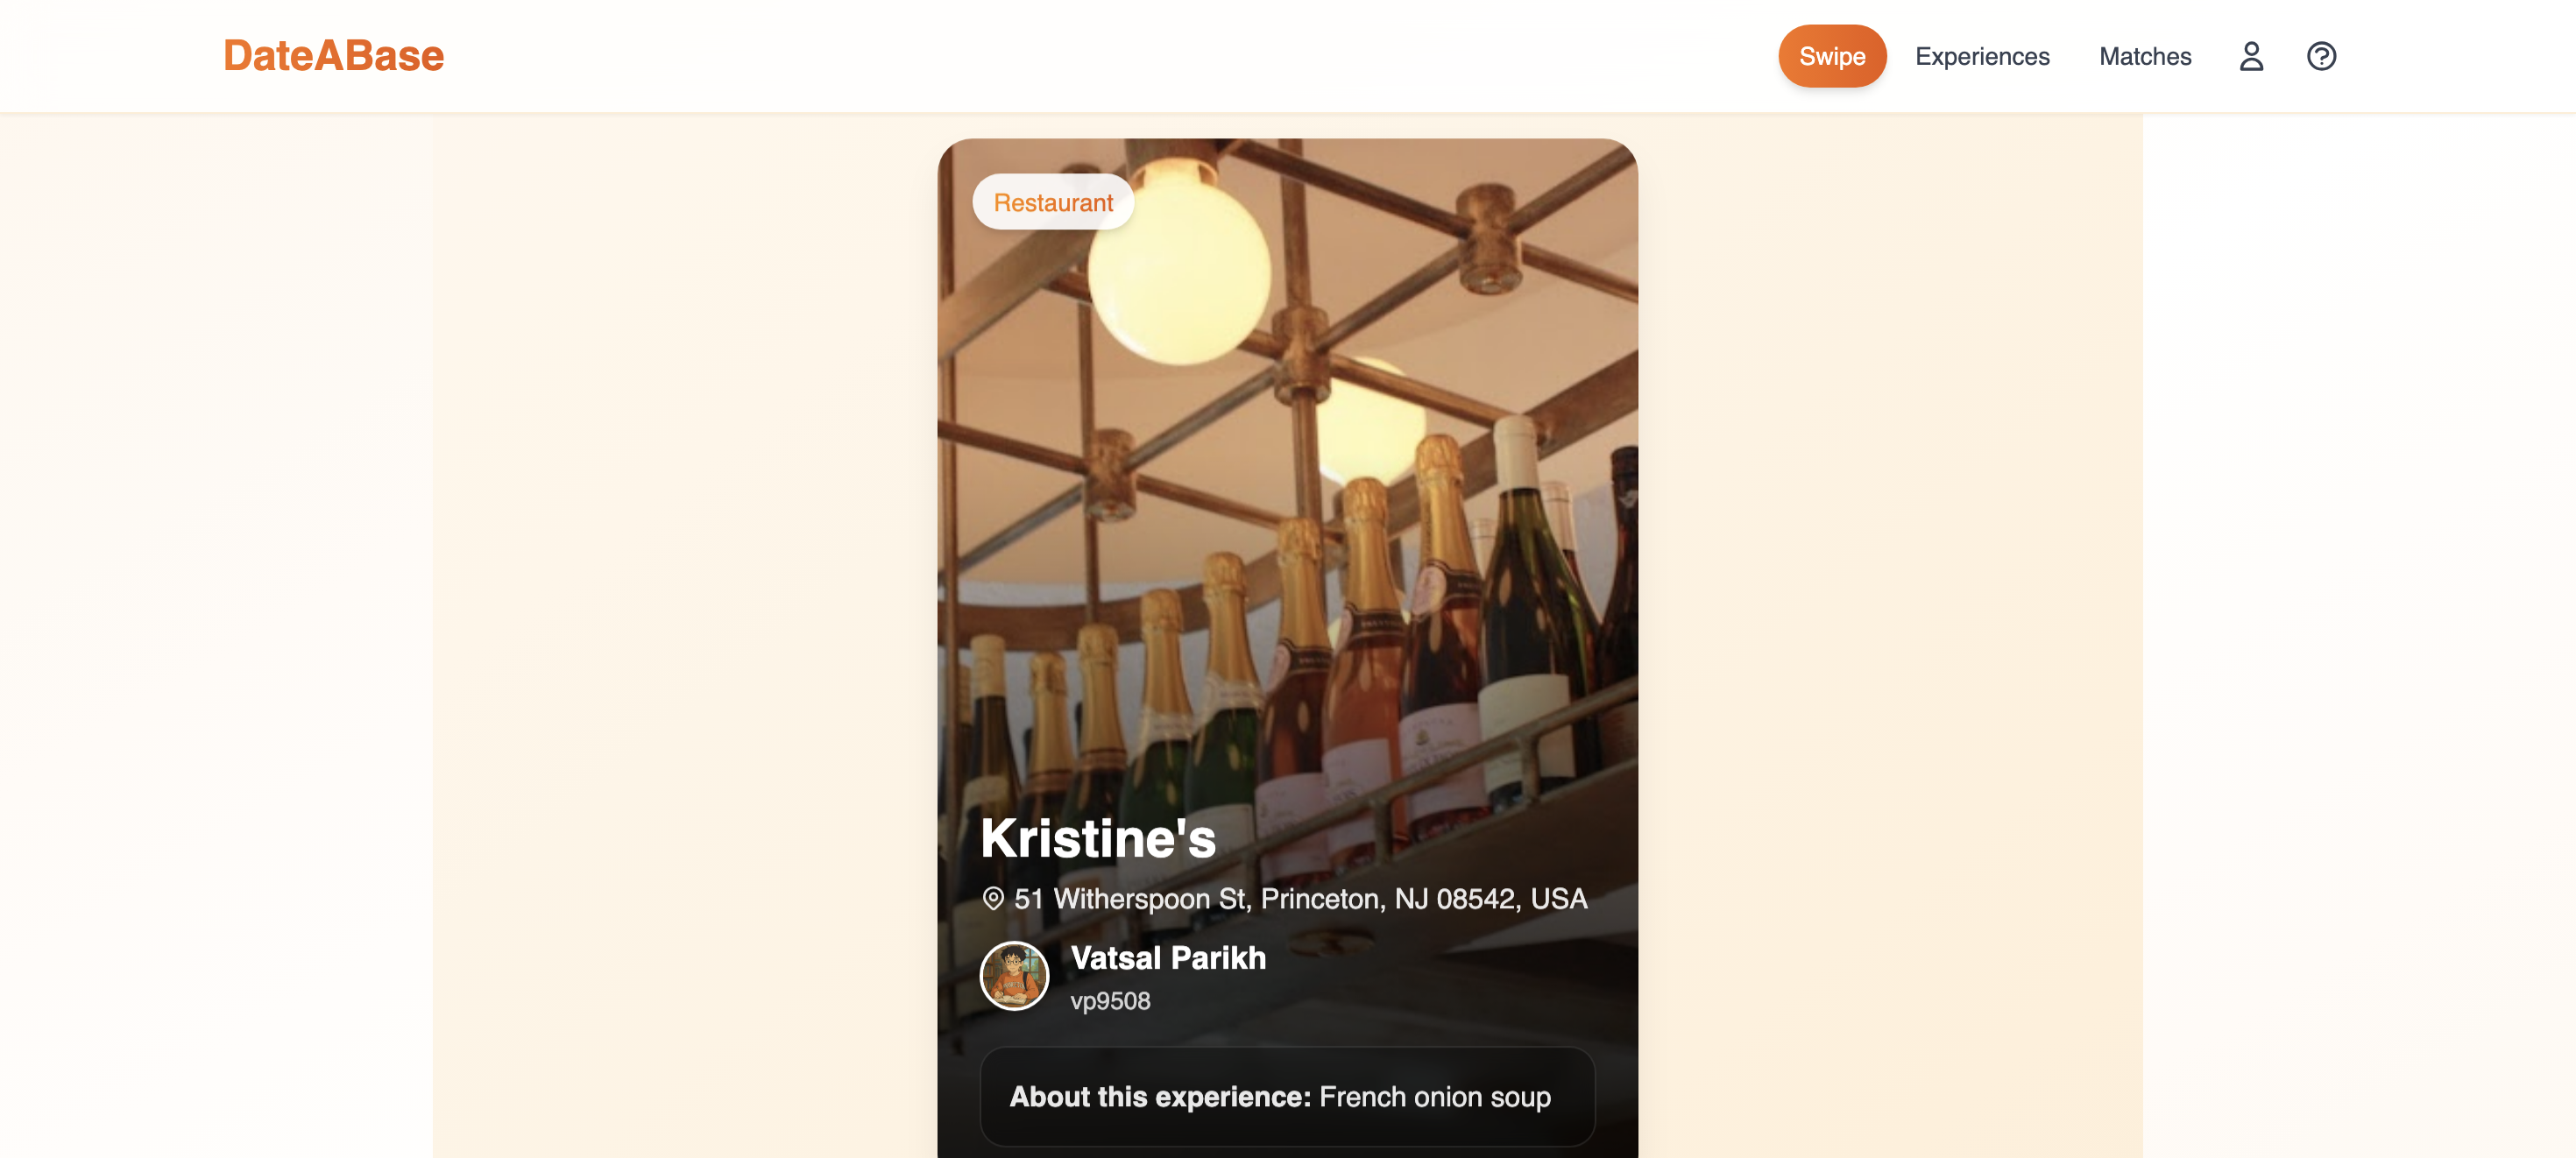 DateABase
Swipe
Experiences
Matches
Restaurant
Kristine's
51 Witherspoon St, Princeton, NJ 08542, USA
Vatsal Parikh
vp9508
About this experience: French onion soup